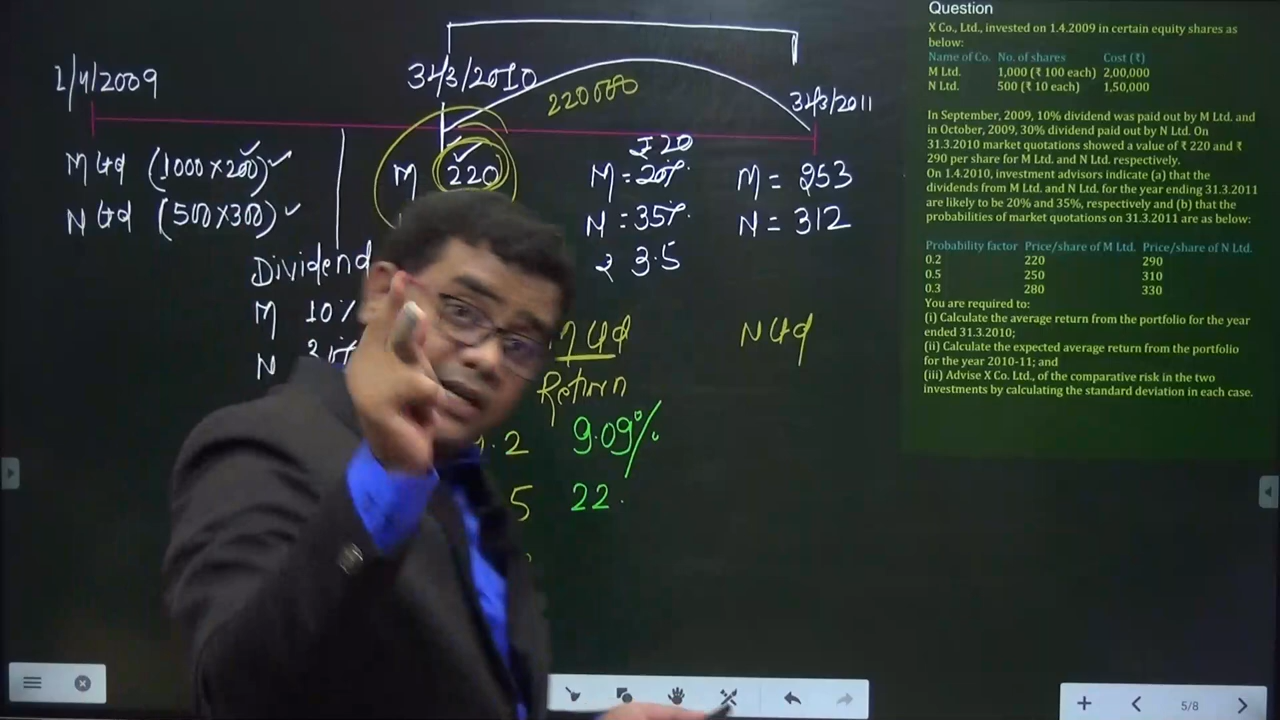 1/4/2009
31/3/2010
220000
31/3/2011
M Ltd (1000 × 200)
N Ltd (500 × 300)
M 220
₹ 20
M = 20%
N = 35%
₹ 3.5
M = 253
N = 312
Dividend
M 10%
N
Ltd
N Ltd
Return
.2 9.09%
5 22.
Question
X Co., Ltd., invested on 1.4.2009 in certain equity shares as
below:
Name of Co. No. of shares Cost (₹)
M Ltd. 1,000 (₹ 100 each) 2,00,000
N Ltd. 500 (₹ 10 each) 1,50,000
In September, 2009, 10% dividend was paid out by M Ltd. and
in October, 2009, 30% dividend paid out by N Ltd. On
31.3.2010 market quotations showed a value of ₹ 220 and ₹
290 per share for M Ltd. and N Ltd. respectively.
On 1.4.2010, investment advisors indicate (a) that the
dividends from M Ltd. and N Ltd. for the year ending 31.3.2011
are likely to be 20% and 35%, respectively and (b) that the
probabilities of market quotations on 31.3.2011 are as below:
Probability factor Price/share of M Ltd. Price/share of N Ltd.
0.2 220 290
0.5 250 310
0.3 280 330
You are required to:
(i) Calculate the average return from the portfolio for the year
ended 31.3.2010;
(ii) Calculate the expected average return from the portfolio
for the year 2010-11; and
(iii) Advise X Co. Ltd., of the comparative risk in the two
investments by calculating the standard deviation in each case.
5/8